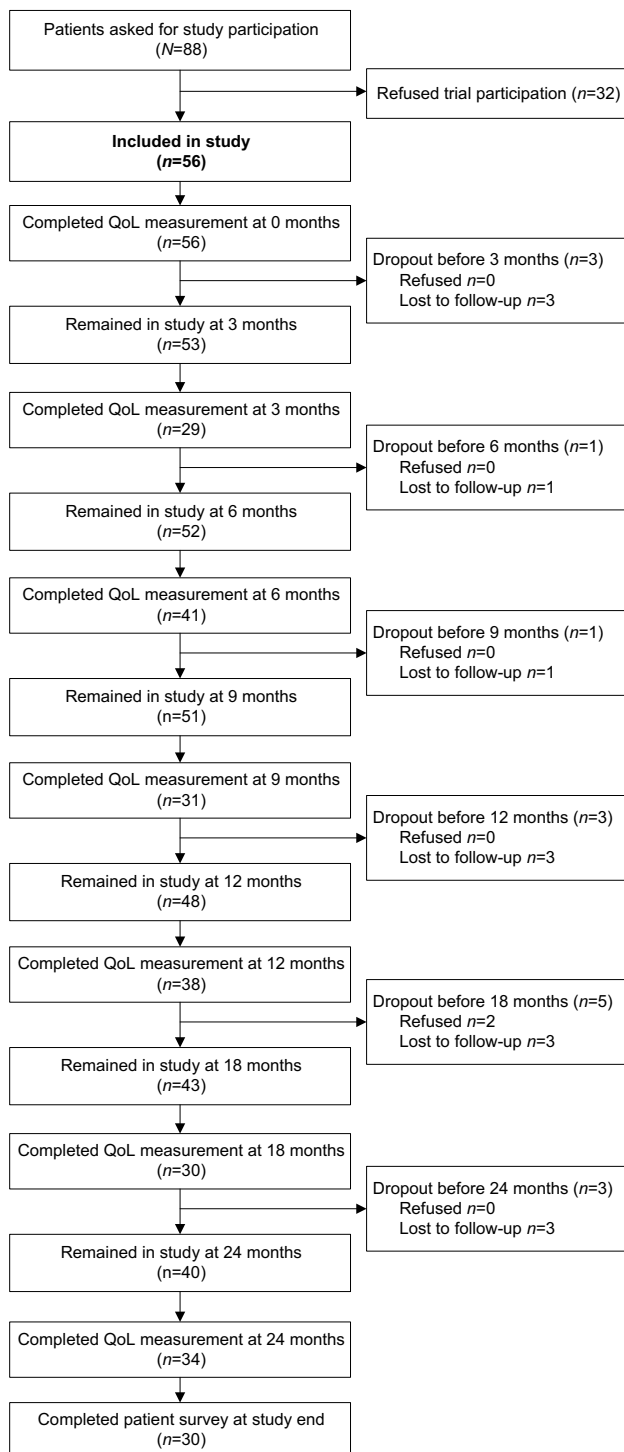 Patients asked for study participation
(N=88)
Refused trial participation (n=32)
Included in study
(n=56)
Completed QoL measurement at 0 months
(n=56)
Dropout before 3 months (n=3)
Refused n=0
Lost to follow-up n=3
Remained in study at 3 months
(n=53)
Completed QoL measurement at 3 months
(n=29)
Dropout before 6 months (n=1)
Refused n=0
Lost to follow-up n=1
Remained in study at 6 months
(n=52)
Completed QoL measurement at 6 months
(n=41)
Dropout before 9 months (n=1)
Refused n=0
Lost to follow-up n=1
Remained in study at 9 months
(n=51)
Completed QoL measurement at 9 months
(n=31)
Dropout before 12 months (n=3)
Refused n=0
Lost to follow-up n=3
Remained in study at 12 months
(n=48)
Completed QoL measurement at 12 months
(n=38)
Dropout before 18 months (n=5)
Refused n=2
Lost to follow-up n=3
Remained in study at 18 months
(n=43)
Completed QoL measurement at 18 months
(n=30)
Dropout before 24 months (n=3)
Refused n=0
Lost to follow-up n=3
Remained in study at 24 months
(n=40)
Completed QoL measurement at 24 months
(n=34)
Completed patient survey at study end
(n=30)